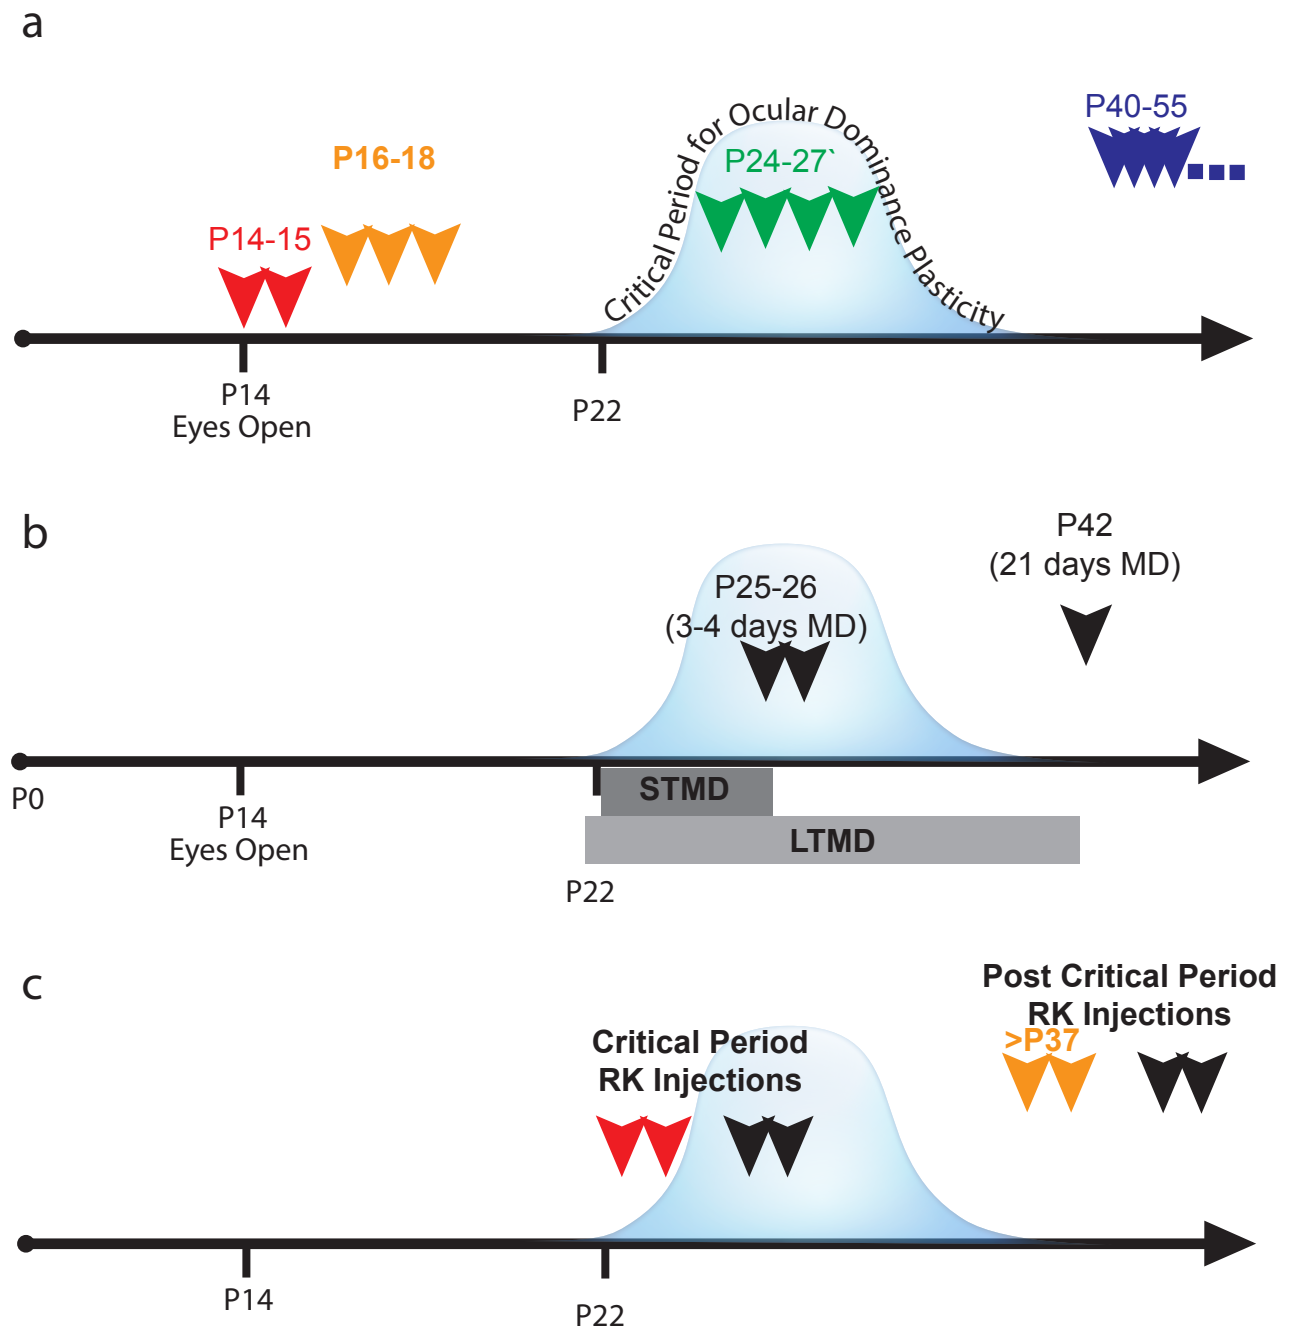 a
P16-18
P14-15
Critical Period for Ocular Dominance Plasticity
P24-27`
P40-55
P14
Eyes Open
P22
b
P25-26
(3-4 days MD)
P42
(21 days MD)
P0
P14
Eyes Open
STMD
LTMD
P22
c
Critical Period
RK Injections
Post Critical Period
RK Injections
>P37
P14
P22